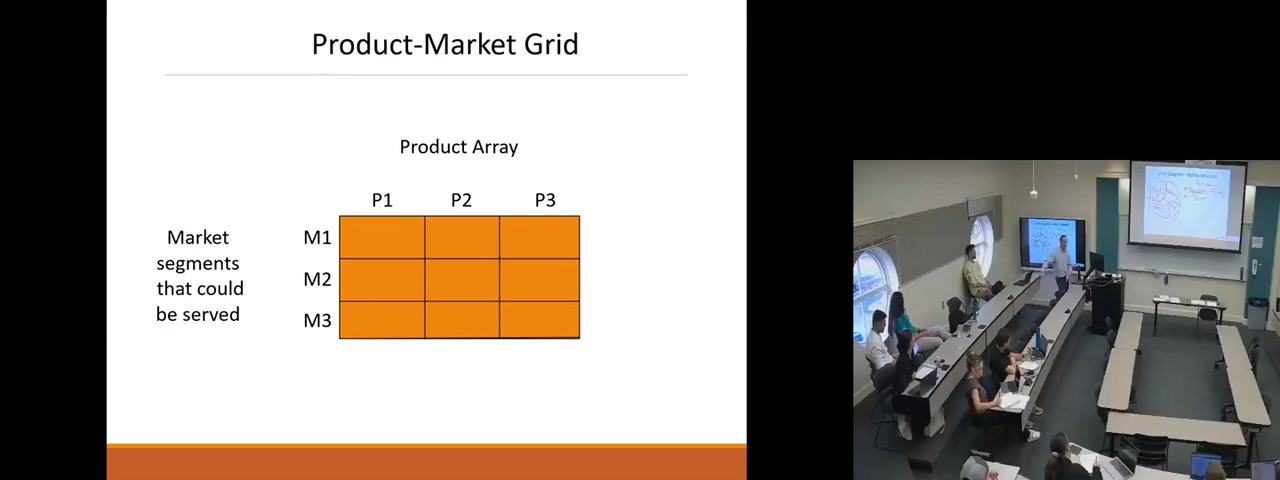 Product-Market Grid
Product Array
P1 P2 P3
Market
segments
that could
be served
M1
M2
M3